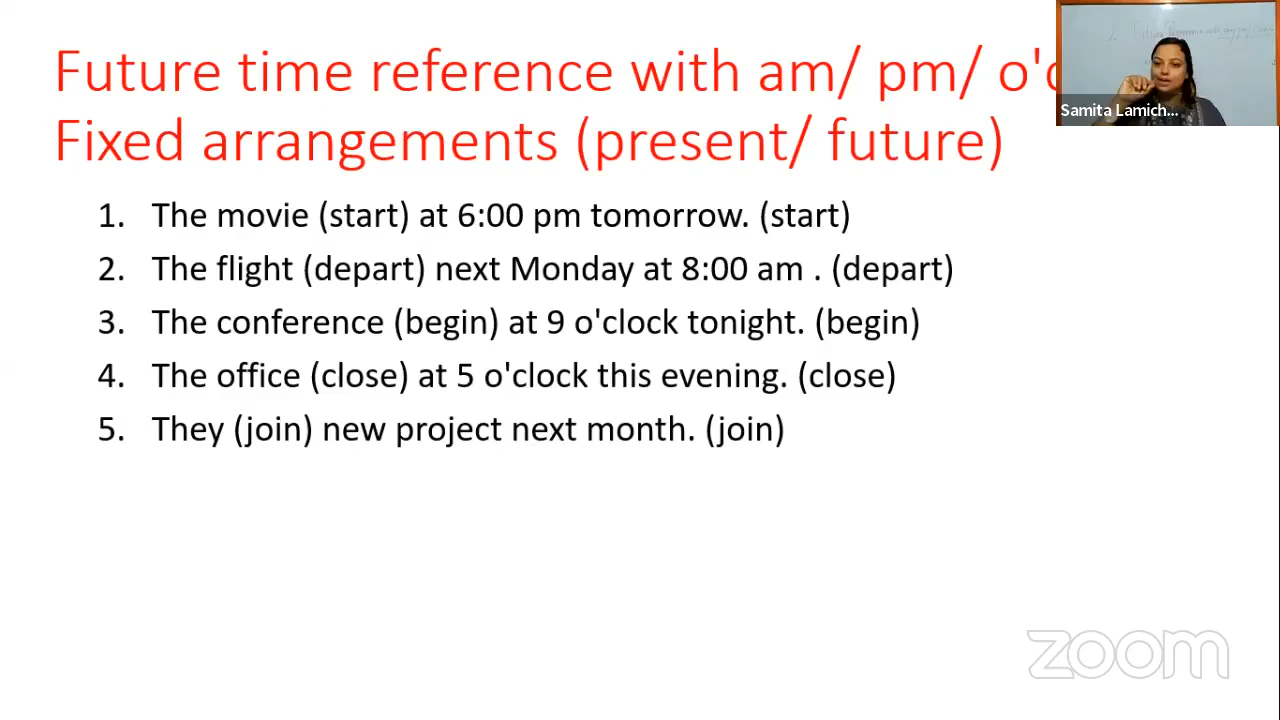 Future time reference with am/ pm/
Fixed arrangements (present/ future)
1. The movie (start) at 6:00 pm tomorrow. (start)
2. The flight (depart) next Monday at 8:00 am . (depart)
3. The conference (begin) at 9 o'clock tonight. (begin)
4. The office (close) at 5 o'clock this evening. (close)
5. They (join) new project next month. (join)
Samita Lamich...
zoom